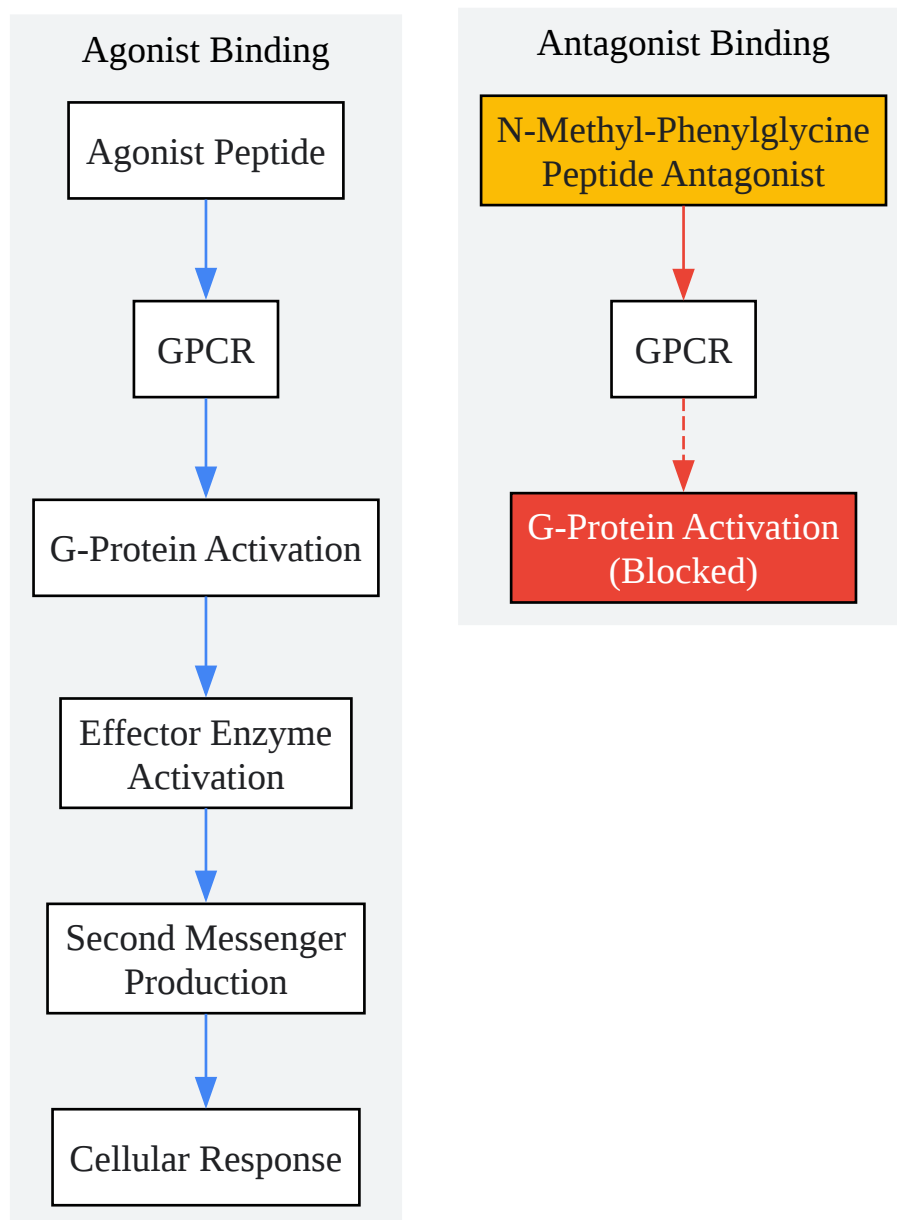 Agonist Binding
Agonist Peptide
GPCR
G-Protein Activation
Effector Enzyme
Activation
Second Messenger
Production
Cellular Response
Antagonist Binding
N-Methyl-Phenylglycine
Peptide Antagonist
GPCR
G-Protein Activation
(Blocked)